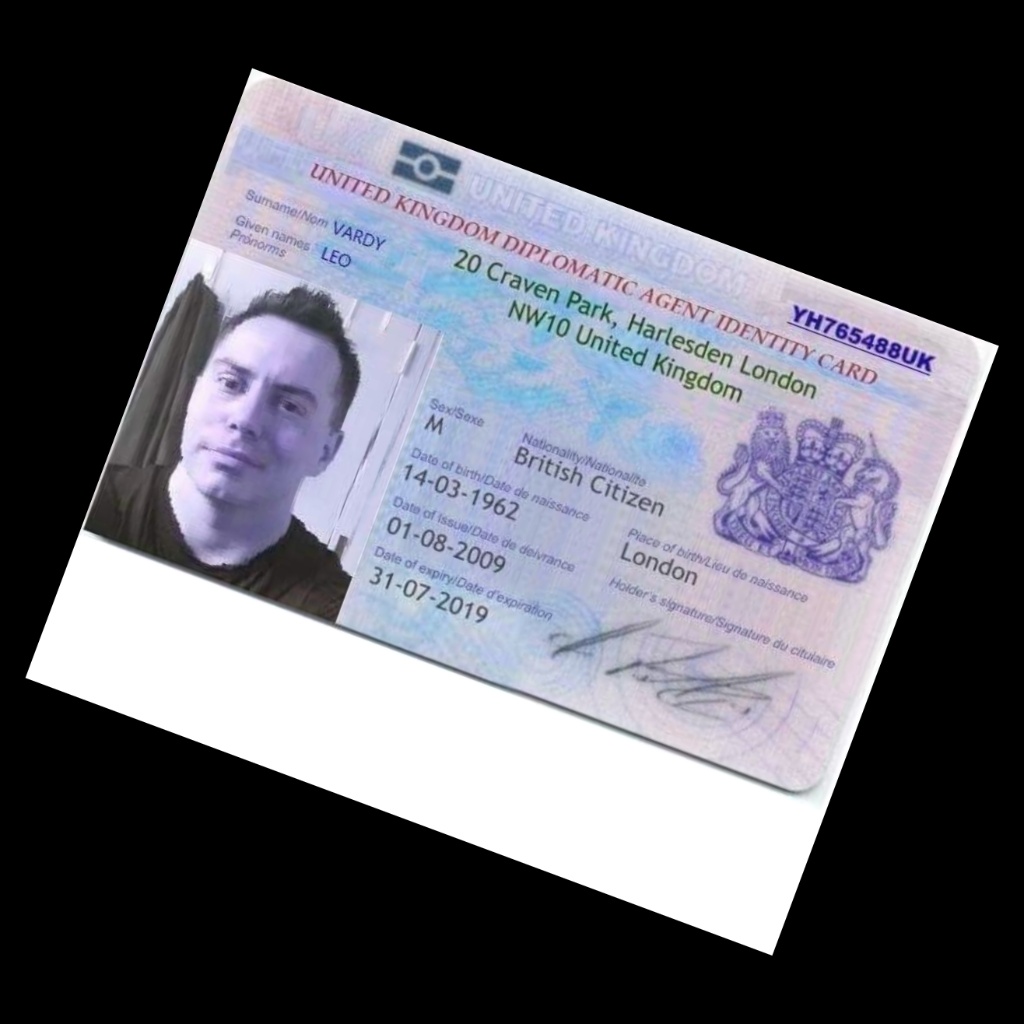 UNITED KINGDOM
UNITED KINGDOM DIPLOMATIC AGENT IDENTITY CARD
Surname/Nom VARDY
Given names LEO
Prénorms
YH765488UK
20 Craven Park, Harlesden London
NW10 United Kingdom
Sex/Sexe
M
Nationality/Nationalité
British Citizen
Date of birth/Date de naissance
14-03-1962
Place of birth/Lieu de naissance
London
Date of issue/Date de deivrance
01-08-2009
Holder's signature/Signature du citulaire
Date of expiry/Date d'expiration
31-07-2019